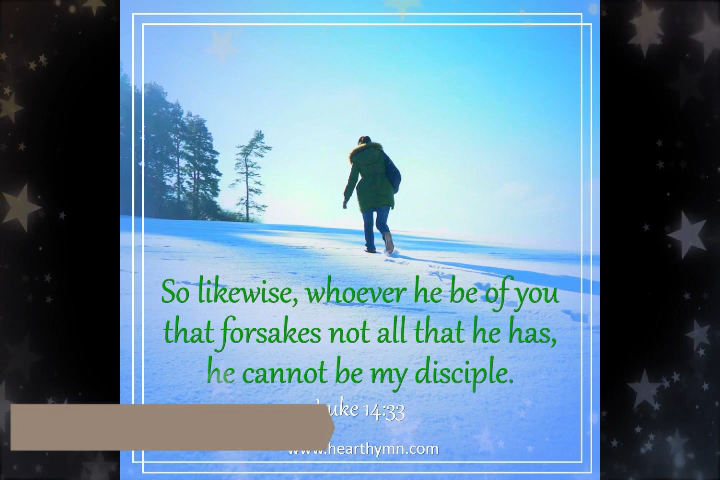 So likewise, whoever he be of you
that forsakes not all that he has,
he cannot be my disciple.
Luke 14:33
www.hearthymn.com